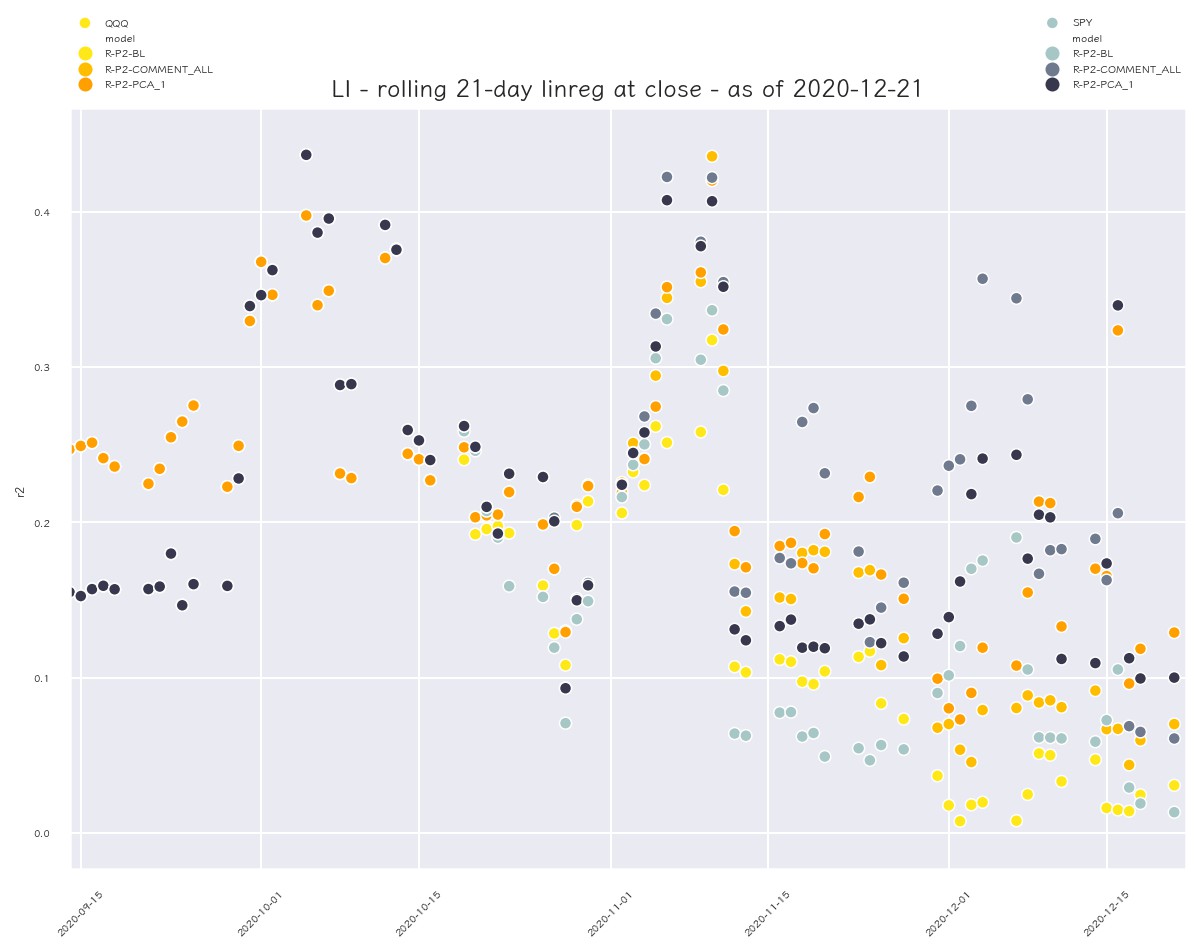 QQQ
model
R-P2-BL
R-P2-COMMENT_ALL
R-P2-PCA_1
SPY
model
R-P2-BL
R-P2-COMMENT_ALL
R-P2-PCA_1
LI - rolling 21-day linreg at close - as of 2020-12-21
r2
0.4
0.3
0.2
0.1
0.0
2020-09-15
2020-10-01
2020-10-15
2020-11-01
2020-11-15
2020-12-01
2020-12-15